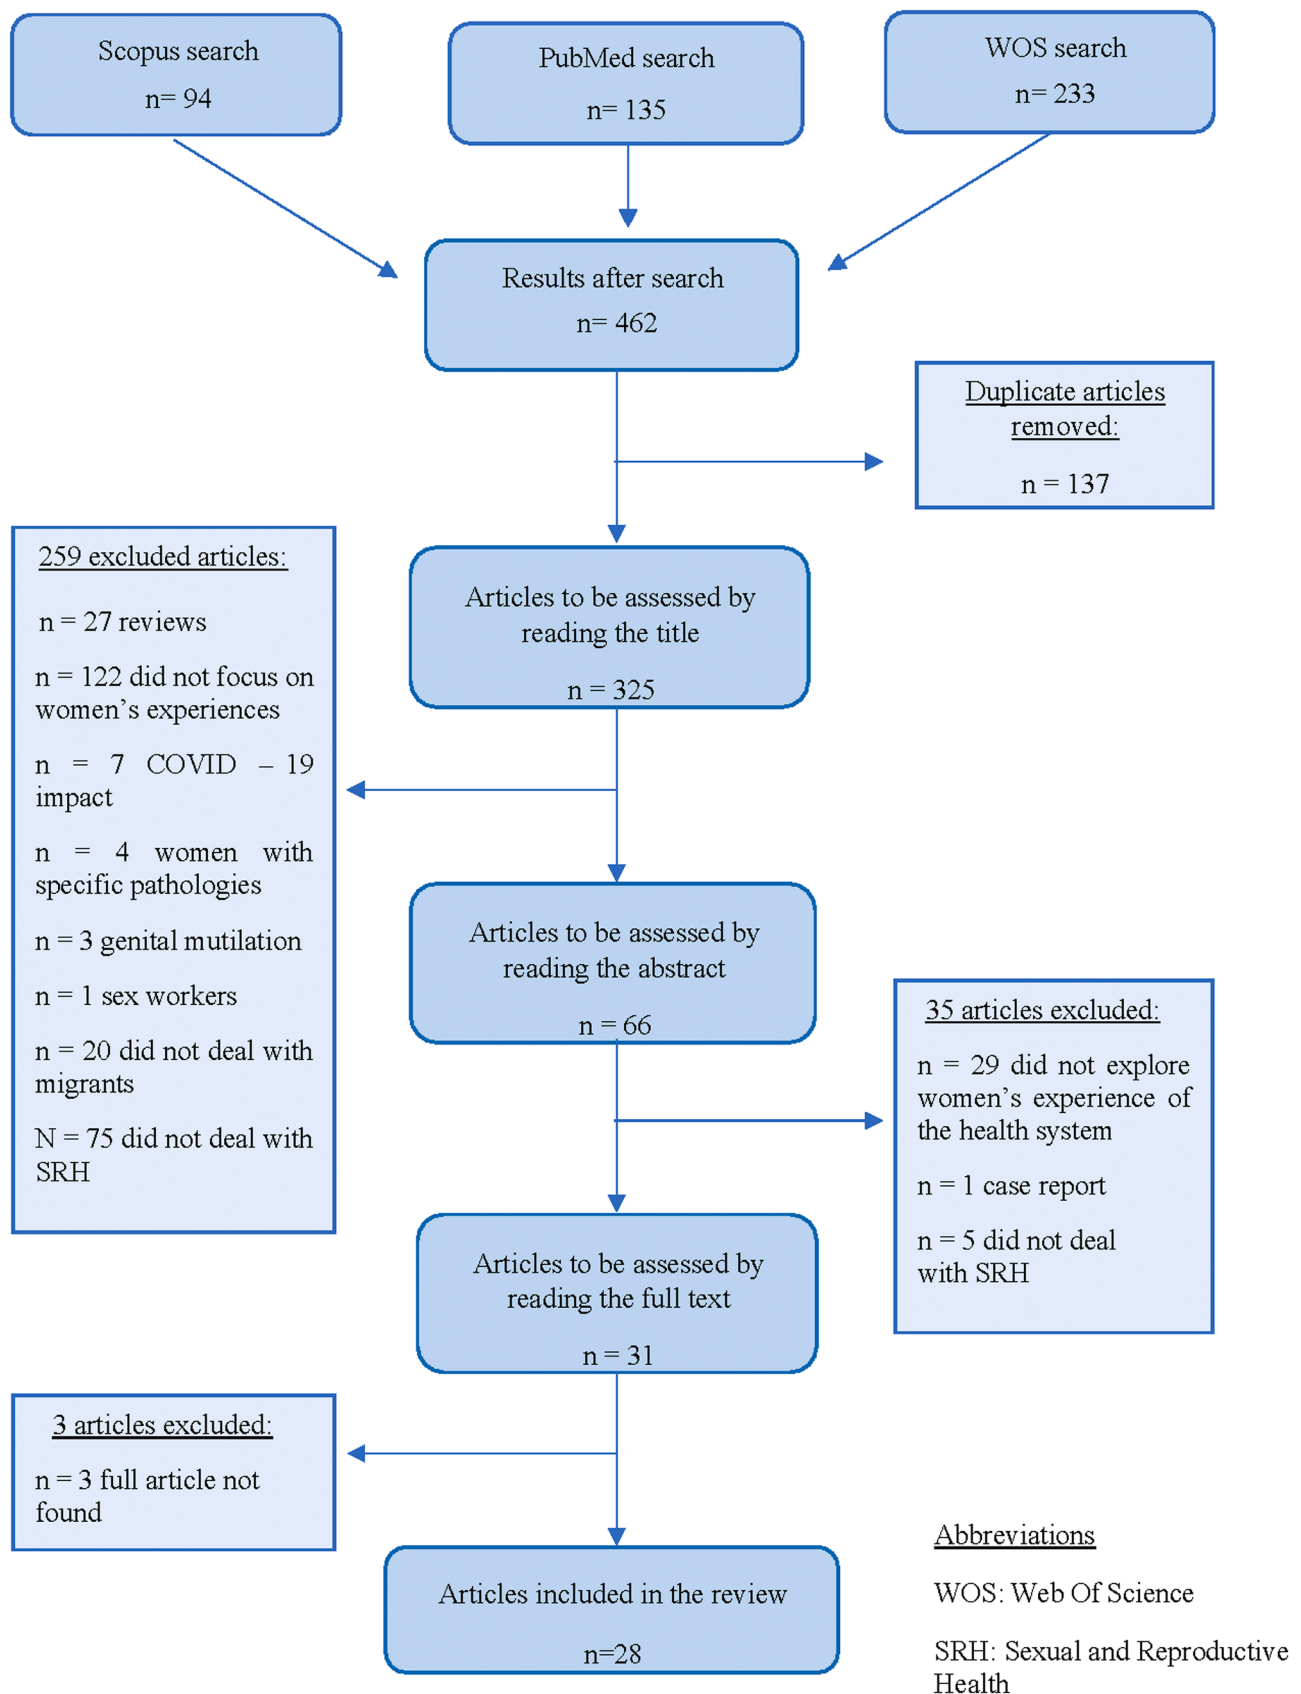 Scopus search
n= 94
PubMed search
n= 135
WOS search
n= 233
Results after search
n= 462
Duplicate articles
removed:
n = 137
259 excluded articles:
n = 27 reviews
n = 122 did not focus on
women's experiences
n = 7 COVID – 19
impact
n = 4 women with
specific pathologies
n = 3 genital mutilation
n = 1 sex workers
n = 20 did not deal with
migrants
N = 75 did not deal with
SRH
Articles to be assessed by
reading the title
n = 325
Articles to be assessed by
reading the abstract
n = 66
35 articles excluded:
n = 29 did not explore
women's experience of
the health system
n = 1 case report
n = 5 did not deal
with SRH
Articles to be assessed by
reading the full text
n = 31
3 articles excluded:
n = 3 full article not
found
Articles included in the review
n=28
Abbreviations
WOS: Web Of Science
SRH: Sexual and Reproductive
Health